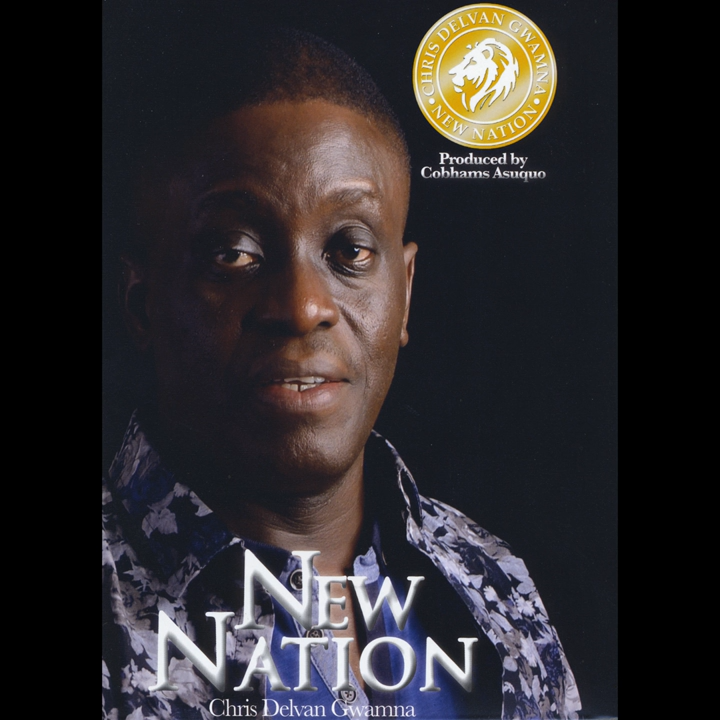 CHRIS DELVAN GWAMNA
• NEW NATION •
Produced by
Cobhams Asuquo
NEW
NATION
Chris Delvan Gwamna